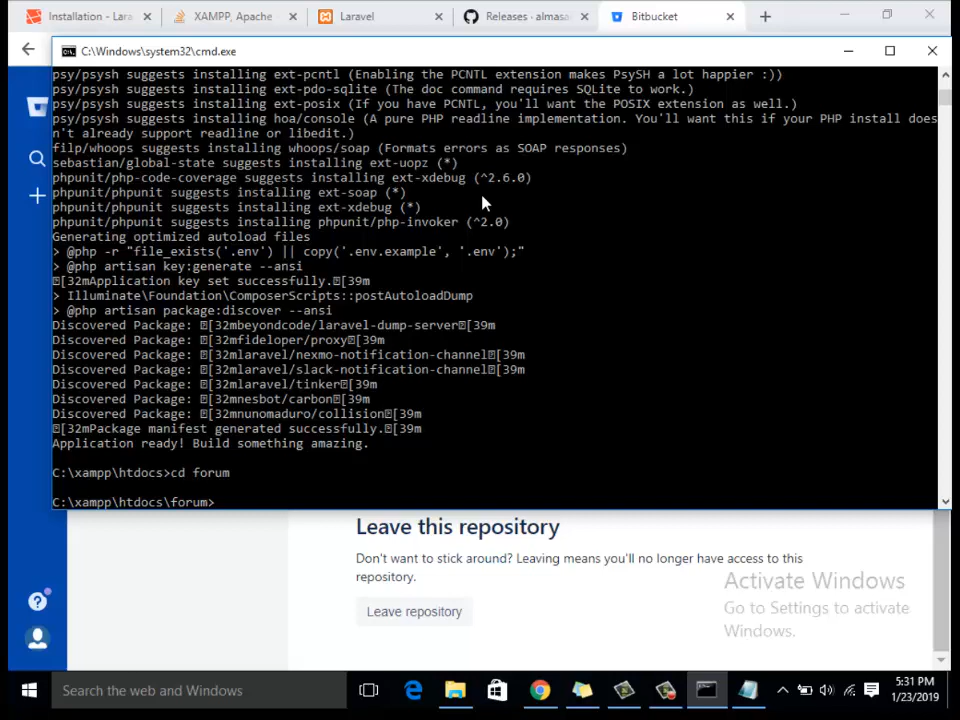 Installation - Lara
XAMPP, Apache
Laravel
Releases · almasa
Bitbucket
C:\Windows\system32\cmd.exe
psy/psysh suggests installing ext-pcntl (Enabling the PCNTL extension makes PsySH a lot happier :))
psy/psysh suggests installing ext-pdo-sqlite (The doc command requires SQLite to work.)
psy/psysh suggests installing ext-posix (If you have PCNTL, you'll want the POSIX extension as well.)
psy/psysh suggests installing hoa/console (A pure PHP readline implementation. You'll want this if your PHP install does
n't already support readline or libedit.)
filp/whoops suggests installing whoops/soap (Formats errors as SOAP responses)
sebastian/global-state suggests installing ext-uopz (*)
phpunit/php-code-coverage suggests installing ext-xdebug (^2.6.0)
phpunit/phpunit suggests installing ext-soap (*)
phpunit/phpunit suggests installing ext-xdebug (*)
phpunit/phpunit suggests installing phpunit/php-invoker (^2.0)
Generating optimized autoload files
> @php -r "file_exists('.env') || copy('.env.example', '.env');"
> @php artisan key:generate --ansi
[32mApplication key set successfully.[39m
> Illuminate\Foundation\ComposerScripts::postAutoloadDump
> @php artisan package:discover --ansi
Discovered Package: [32mbeyondcode/laravel-dump-server[39m
Discovered Package: [32mfideloper/proxy[39m
Discovered Package: [32mlaravel/nexmo-notification-channel[39m
Discovered Package: [32mlaravel/slack-notification-channel[39m
Discovered Package: [32mlaravel/tinker[39m
Discovered Package: [32mnesbot/carbon[39m
Discovered Package: [32mnunomaduro/collision[39m
[32mPackage manifest generated successfully.[39m
Application ready! Build something amazing.
C:\xampp\htdocs>cd forum
C:\xampp\htdocs\forum>
Leave this repository
Don't want to stick around? Leaving means you'll no longer have access to this
repository.
Leave repository
Activate Windows
Go to Settings to activate
Windows.
Search the web and Windows
5:31 PM
1/23/2019